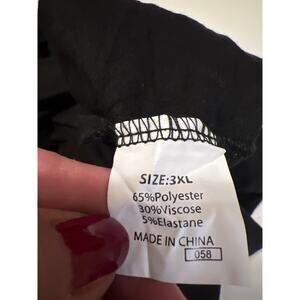 SIZE:3XL
65%Polyester
30%Viscose
5%Elastane
MADE IN CHINA
058